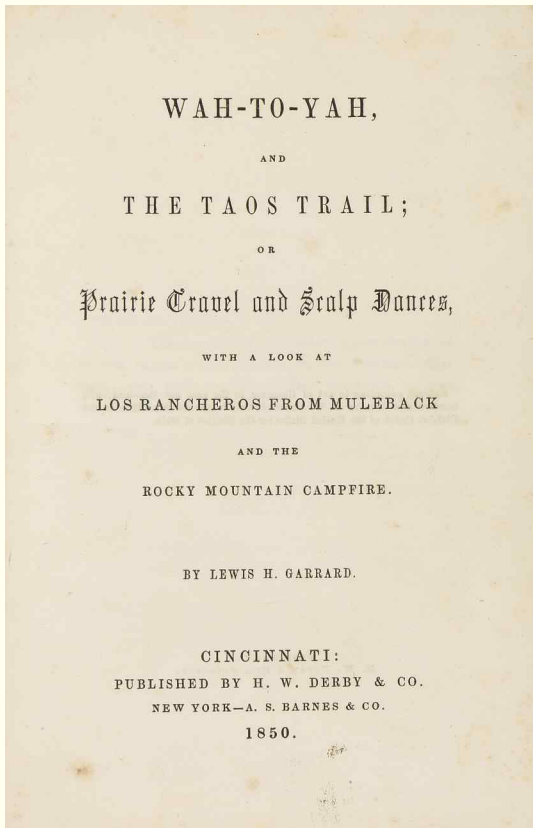 WAH-TO-YAH,
AND
THE TAOS TRAIL;
OR
Prairie Travel and Scalp Dances,
WITH A LOOK AT
LOS RANCHEROS FROM MULEBACK
AND THE
ROCKY MOUNTAIN CAMPFIRE.
BY LEWIS H. GARRARD.
CINCINNATI:
PUBLISHED BY H. W. DERBY & CO.
NEW YORK—A. S. BARNES & CO.
1850.